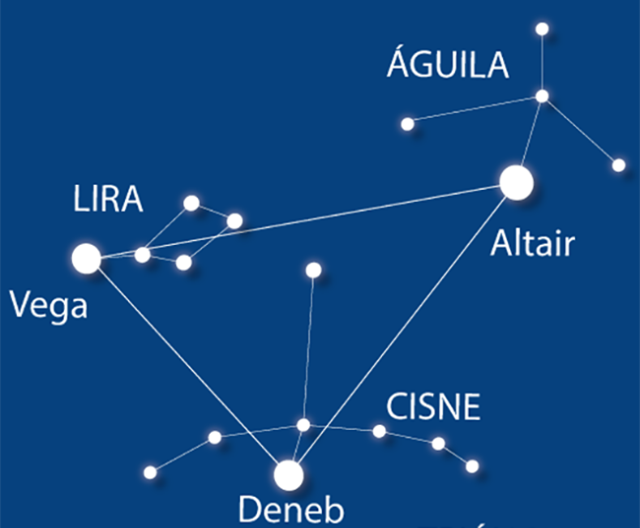 ÁGUILA
LIRA
Altair
Vega
CISNE
Deneb